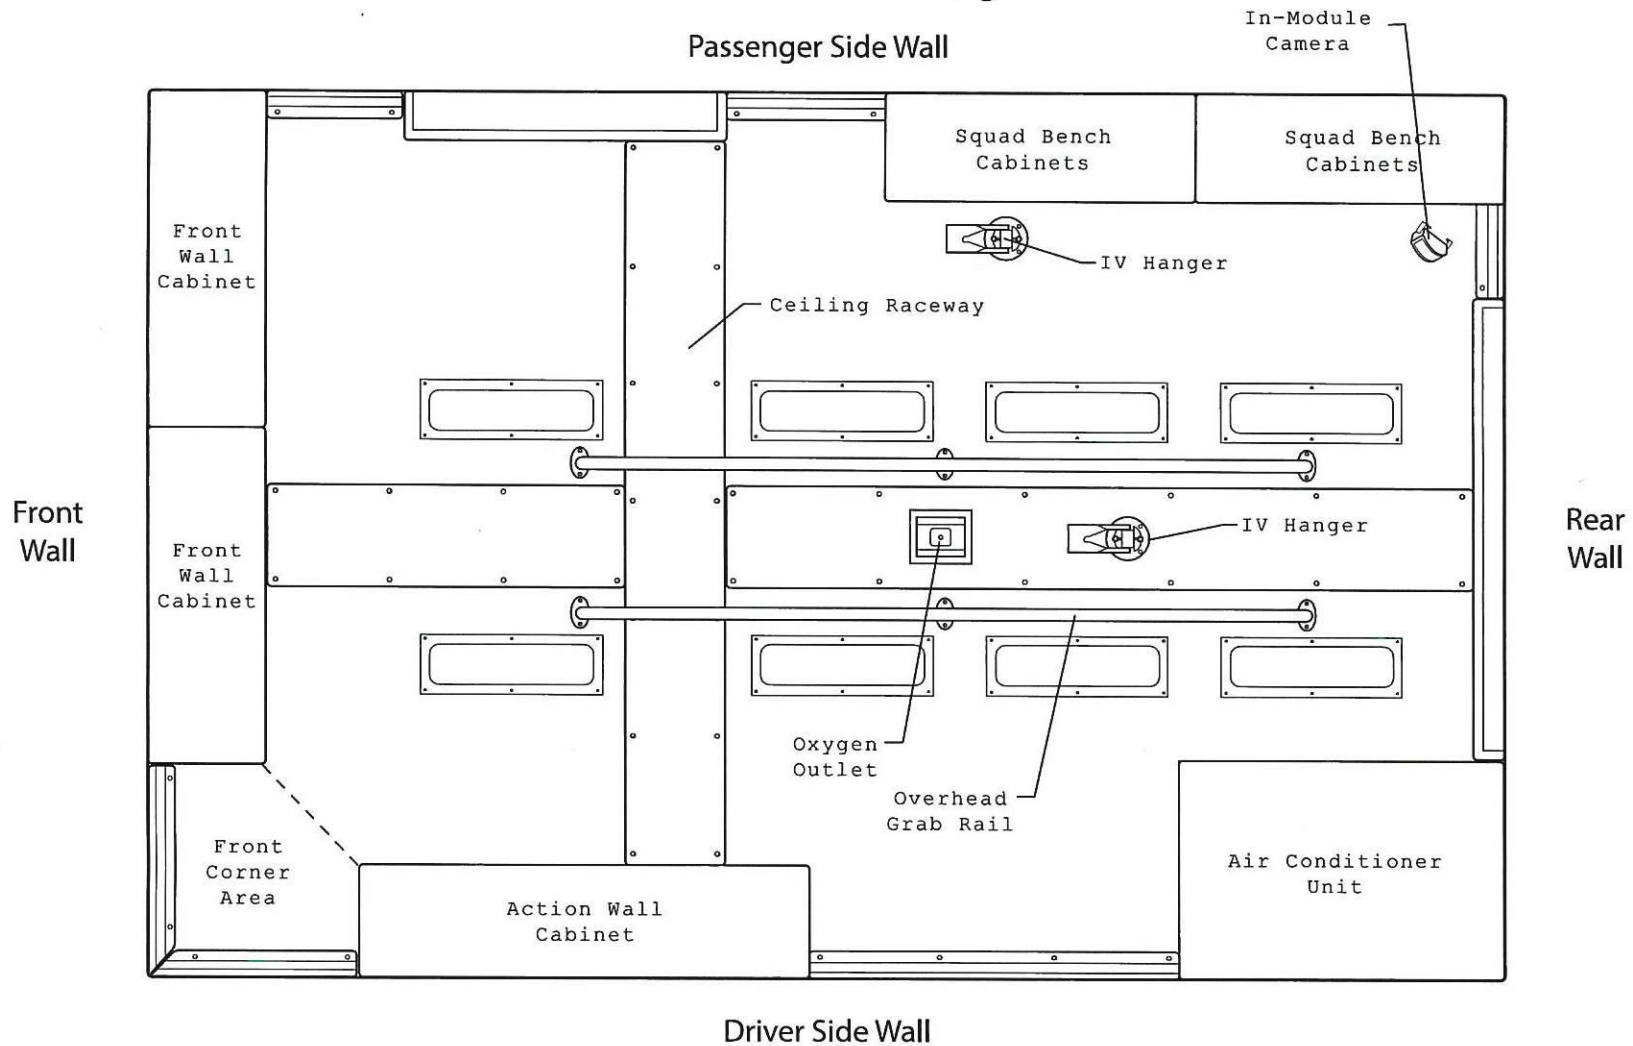 In-Module
Camera
Passenger Side Wall
Squad Bench
Cabinets
Squad Bench
Cabinets
Front
Wall
Cabinet
IV Hanger
Ceiling Raceway
Front
Wall
Front
Wall
Cabinet
IV Hanger
Rear
Wall
Oxygen
Outlet
Overhead
Grab Rail
Front
Corner
Area
Action Wall
Cabinet
Air Conditioner
Unit
Driver Side Wall